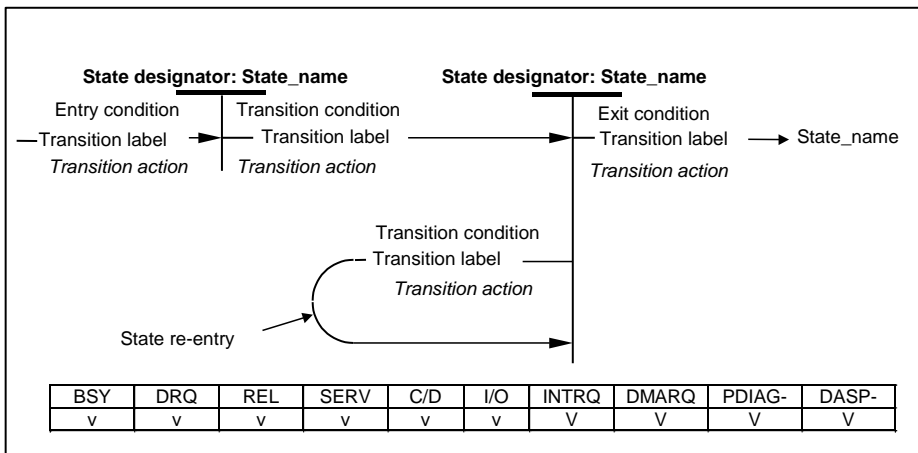 State designator: State_name State designator: State_name
Entry condition Transition condition Exit condition
Transition label Transition label Transition label State_name
Transition action Transition action Transition action
Transition condition
Transition label
Transition action
State re-entry
BSY DRQ REL SERV C/D I/O INTRQ DMARQ PDIAG- DASP-
v v v v v v V V V V